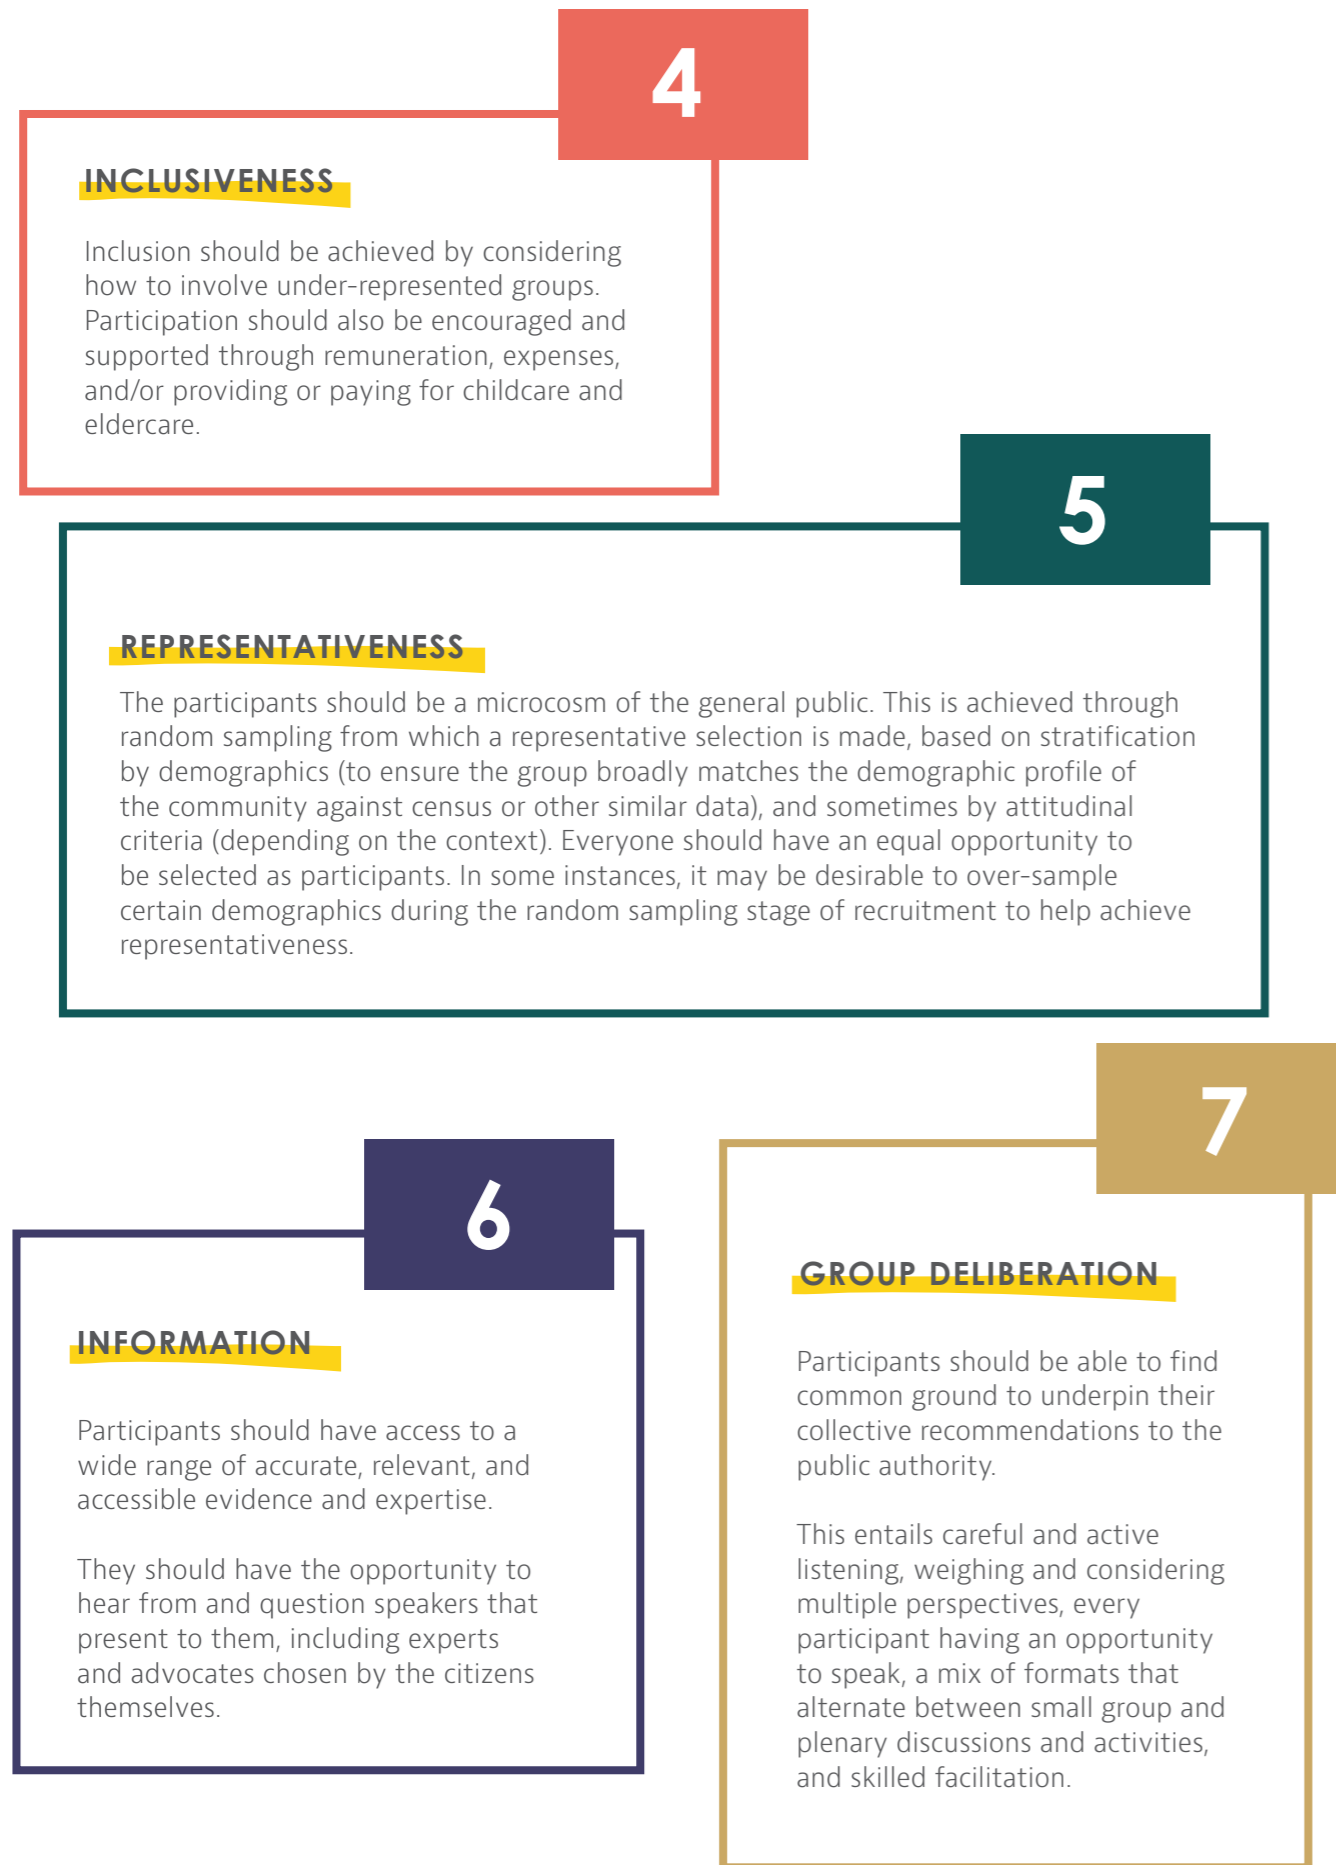 4
INCLUSIVENESS
Inclusion should be achieved by considering
how to involve under-represented groups.
Participation should also be encouraged and
supported through remuneration, expenses,
and/or providing or paying for childcare and
eldercare.
5
REPRESENTATIVENESS
The participants should be a microcosm of the general public. This is achieved through
random sampling from which a representative selection is made, based on stratification
by demographics (to ensure the group broadly matches the demographic profile of
the community against census or other similar data), and sometimes by attitudinal
criteria (depending on the context). Everyone should have an equal opportunity to
be selected as participants. In some instances, it may be desirable to over-sample
certain demographics during the random sampling stage of recruitment to help achieve
representativeness.
6
INFORMATION
Participants should have access to a
wide range of accurate, relevant, and
accessible evidence and expertise.
They should have the opportunity to
hear from and question speakers that
present to them, including experts
and advocates chosen by the citizens
themselves.
7
GROUP DELIBERATION
Participants should be able to find
common ground to underpin their
collective recommendations to the
public authority.
This entails careful and active
listening, weighing and considering
multiple perspectives, every
participant having an opportunity
to speak, a mix of formats that
alternate between small group and
plenary discussions and activities,
and skilled facilitation.